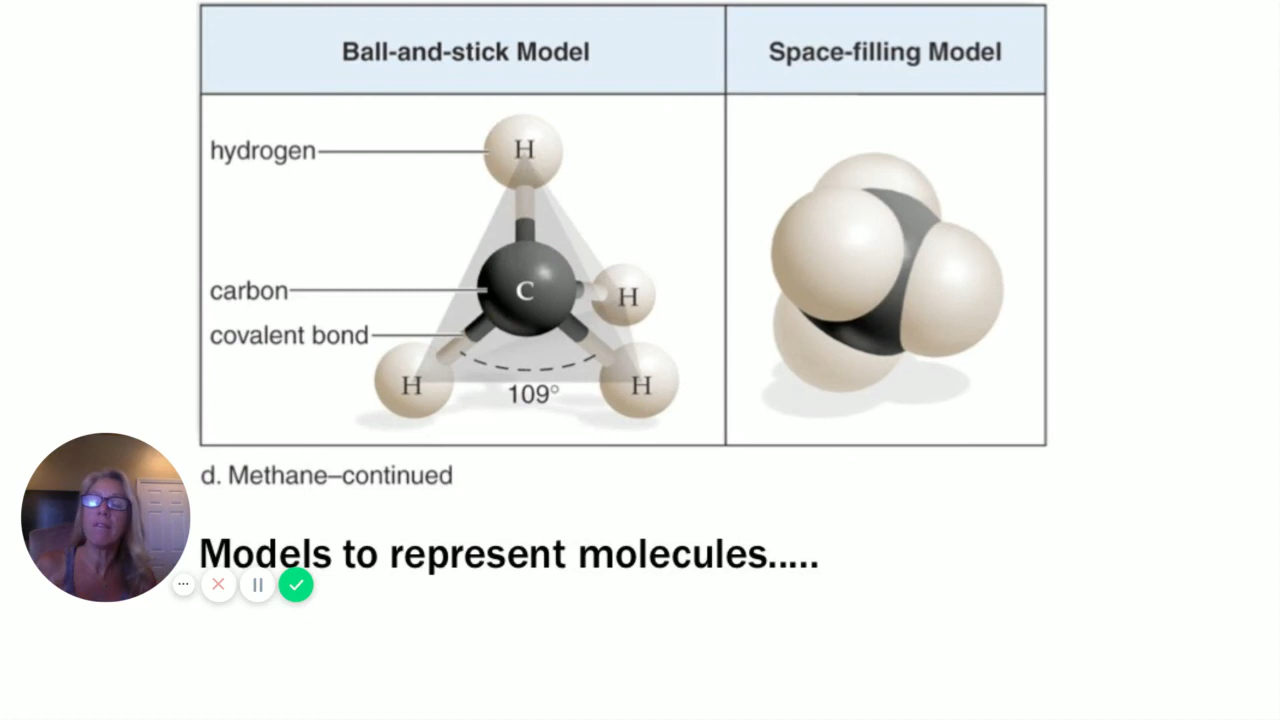 Ball-and-stick Model
Space-filling Model
hydrogen
H
carbon
C
H
covalent bond
H
H
109°
d. Methane–continued
Models to represent molecules.....